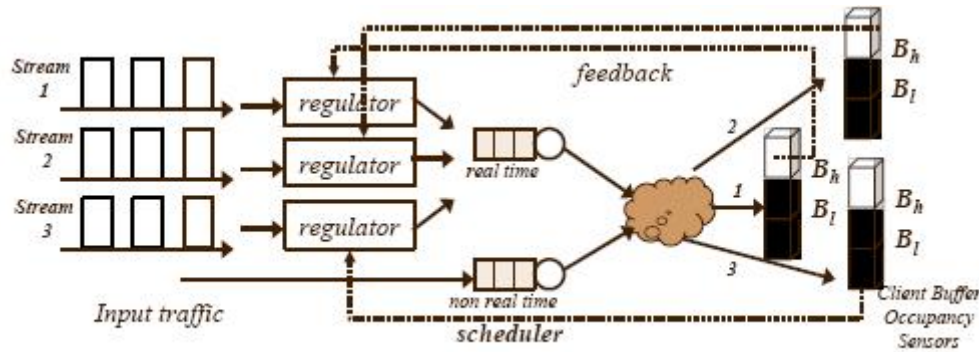 Stream
1
regulator
feedback
B_h
B_l
2
Stream
2
regulator
real time
1
B_h
B_l
B_h
B_l
Stream
3
regulator
3
non real time
Input traffic
scheduler
Client Buffer
Occupancy
Sensors